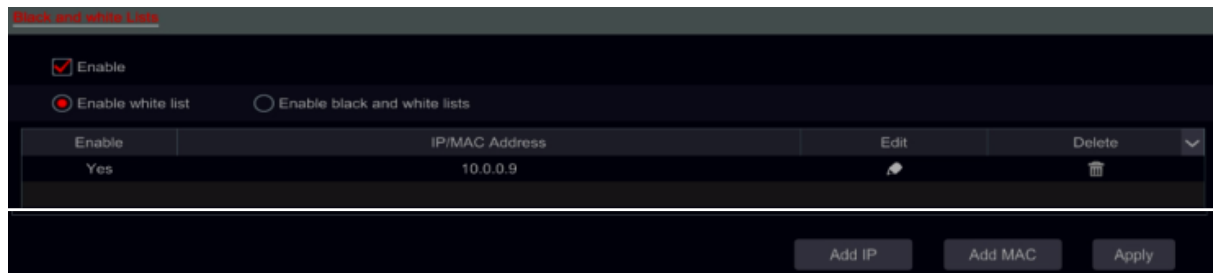 Black and white Lists
Enable
Enable white list Enable black and white lists
Enable IP/MAC Address Edit Delete
Yes 10.0.0.9
Add IP Add MAC Apply